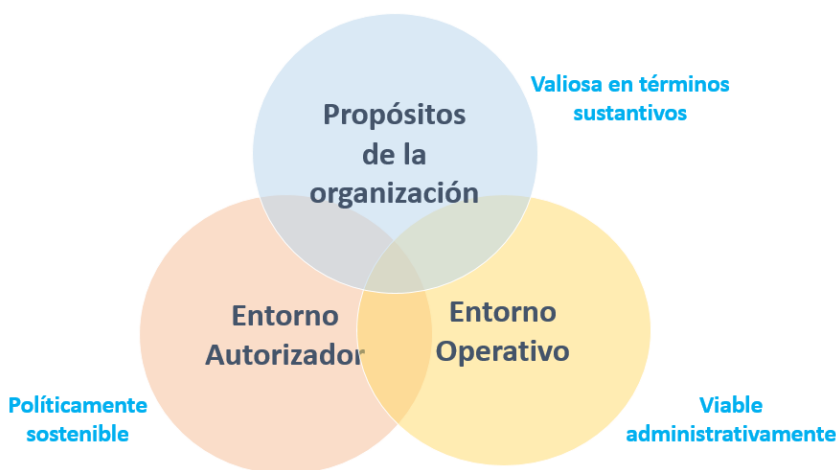 Propósitos
de la
organización
Valiosa en términos
sustantivos
Entorno
Autorizador
Entorno
Operativo
Políticamente
sostenible
Viable
administrativamente